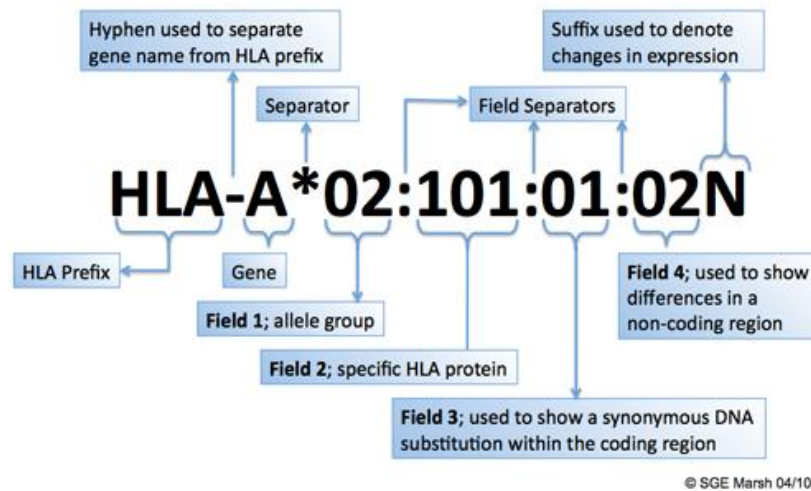 Hyphen used to separate
gene name from HLA prefix
Suffix used to denote
changes in expression
Separator
Field Separators
HLA-A*02:101:01:02N
HLA Prefix
Gene
Field 1; allele group
Field 2; specific HLA protein
Field 3; used to show a synonymous DNA
substitution within the coding region
Field 4; used to show
differences in a
non-coding region
© SGE Marsh 04/10